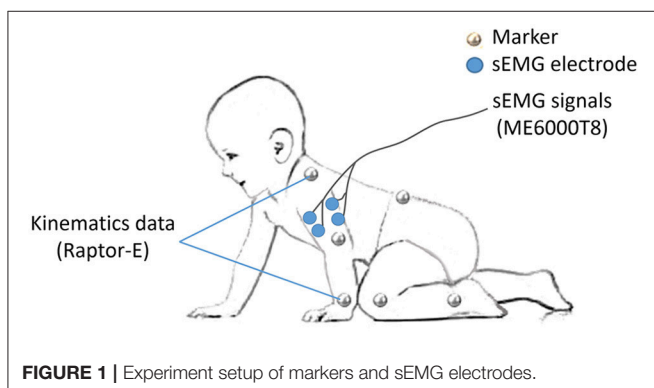 Marker
sEMG electrode
sEMG signals
(ME6000T8)
Kinematics data
(Raptor-E)
FIGURE 1 | Experiment setup of markers and sEMG electrodes.